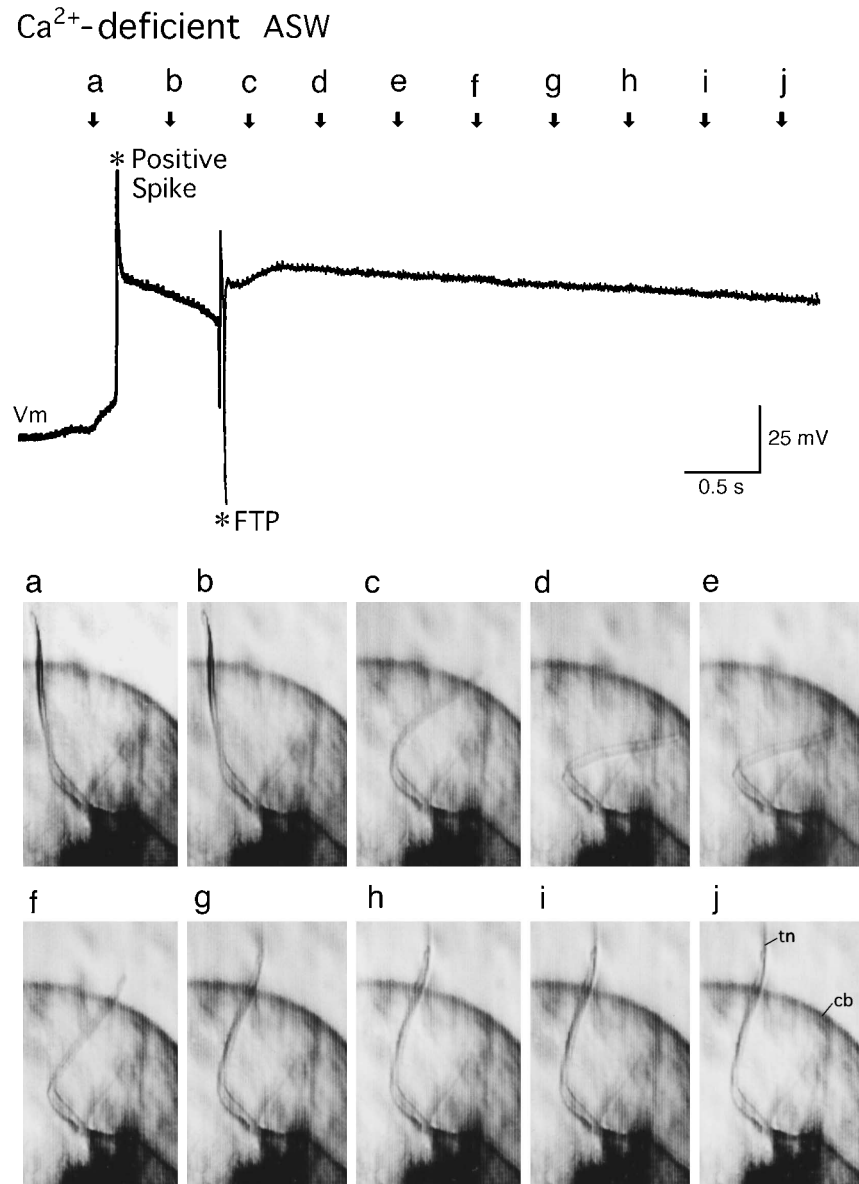 Ca²⁺-deficient ASW
a b c d e f g h i j
* Positive
Spike
Vm
25 mV
0.5 s
* FTP
a b c d e
f g h i j
tn
cb